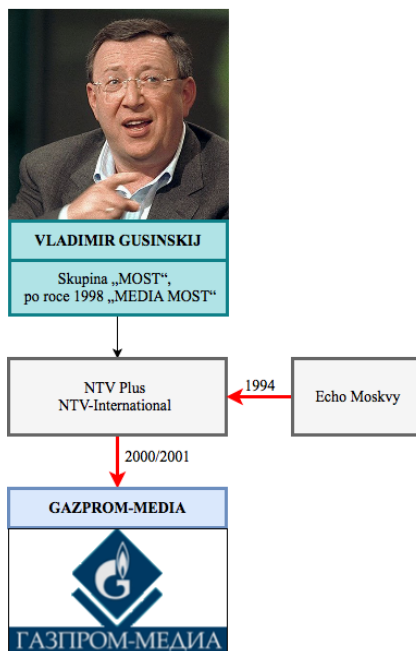 VLADIMIR GUSINSKIJ
Skupina „MOST“,
po roce 1998 „MEDIA MOST“
NTV Plus
NTV-International
1994
Echo Moskvy
2000/2001
GAZPROM-MEDIA
ГАЗПРОМ-МЕДИА